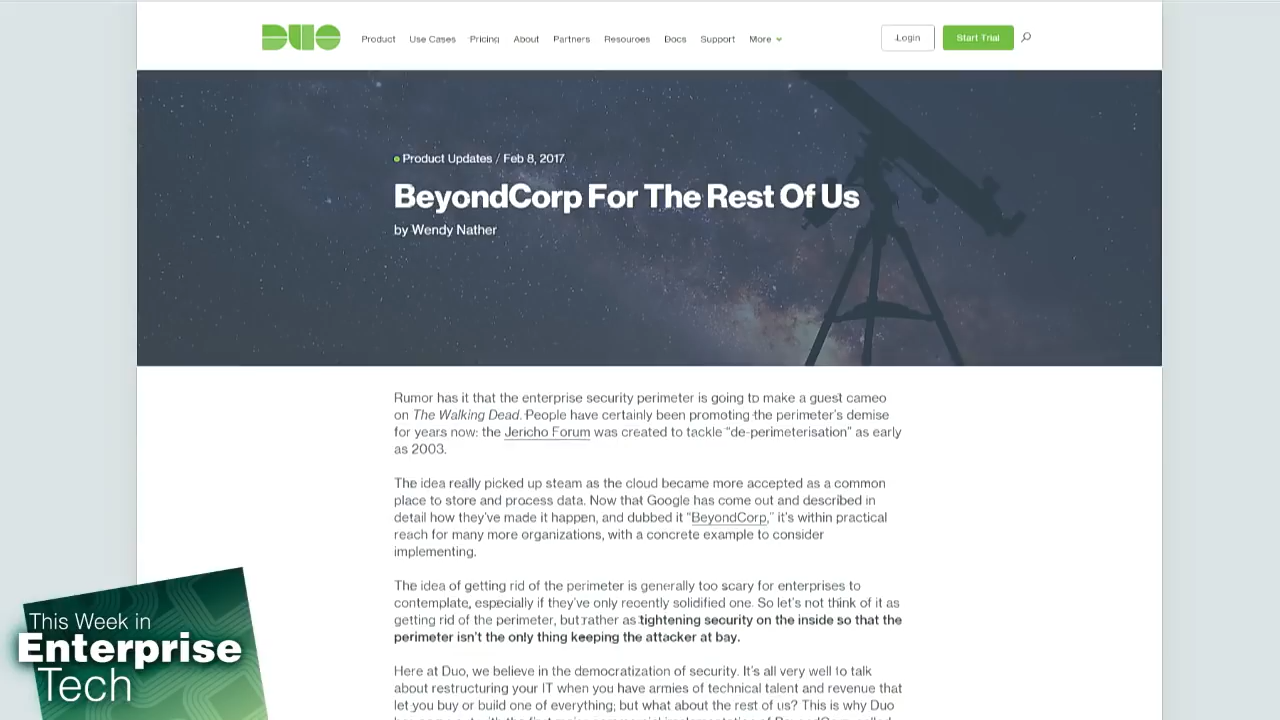 DUO
Product Use Cases Pricing About Partners Resources Docs Support More Login Start Trial
Product Updates / Feb 8, 2017
BeyondCorp For The Rest Of Us
by Wendy Nather
Rumor has it that the enterprise security perimeter is going to make a guest cameo
on The Walking Dead. People have certainly been promoting the perimeter's demise
for years now: the Jericho Forum was created to tackle "de-perimeterisation" as early
as 2003.
The idea really picked up steam as the cloud became more accepted as a common
place to store and process data. Now that Google has come out and described in
detail how they've made it happen, and dubbed it "BeyondCorp," it's within practical
reach for many more organizations, with a concrete example to consider
implementing.
The idea of getting rid of the perimeter is generally too scary for enterprises to
contemplate, especially if they've only recently solidified one. So let's not think of it as
getting rid of the perimeter, but rather as tightening security on the inside so that the
perimeter isn't the only thing keeping the attacker at bay.
Here at Duo, we believe in the democratization of security. It's all very well to talk
about restructuring your IT when you have armies of technical talent and revenue that
let you buy or build one of everything; but what about the rest of us? This is why Duo
This Week in
Enterprise
Tech